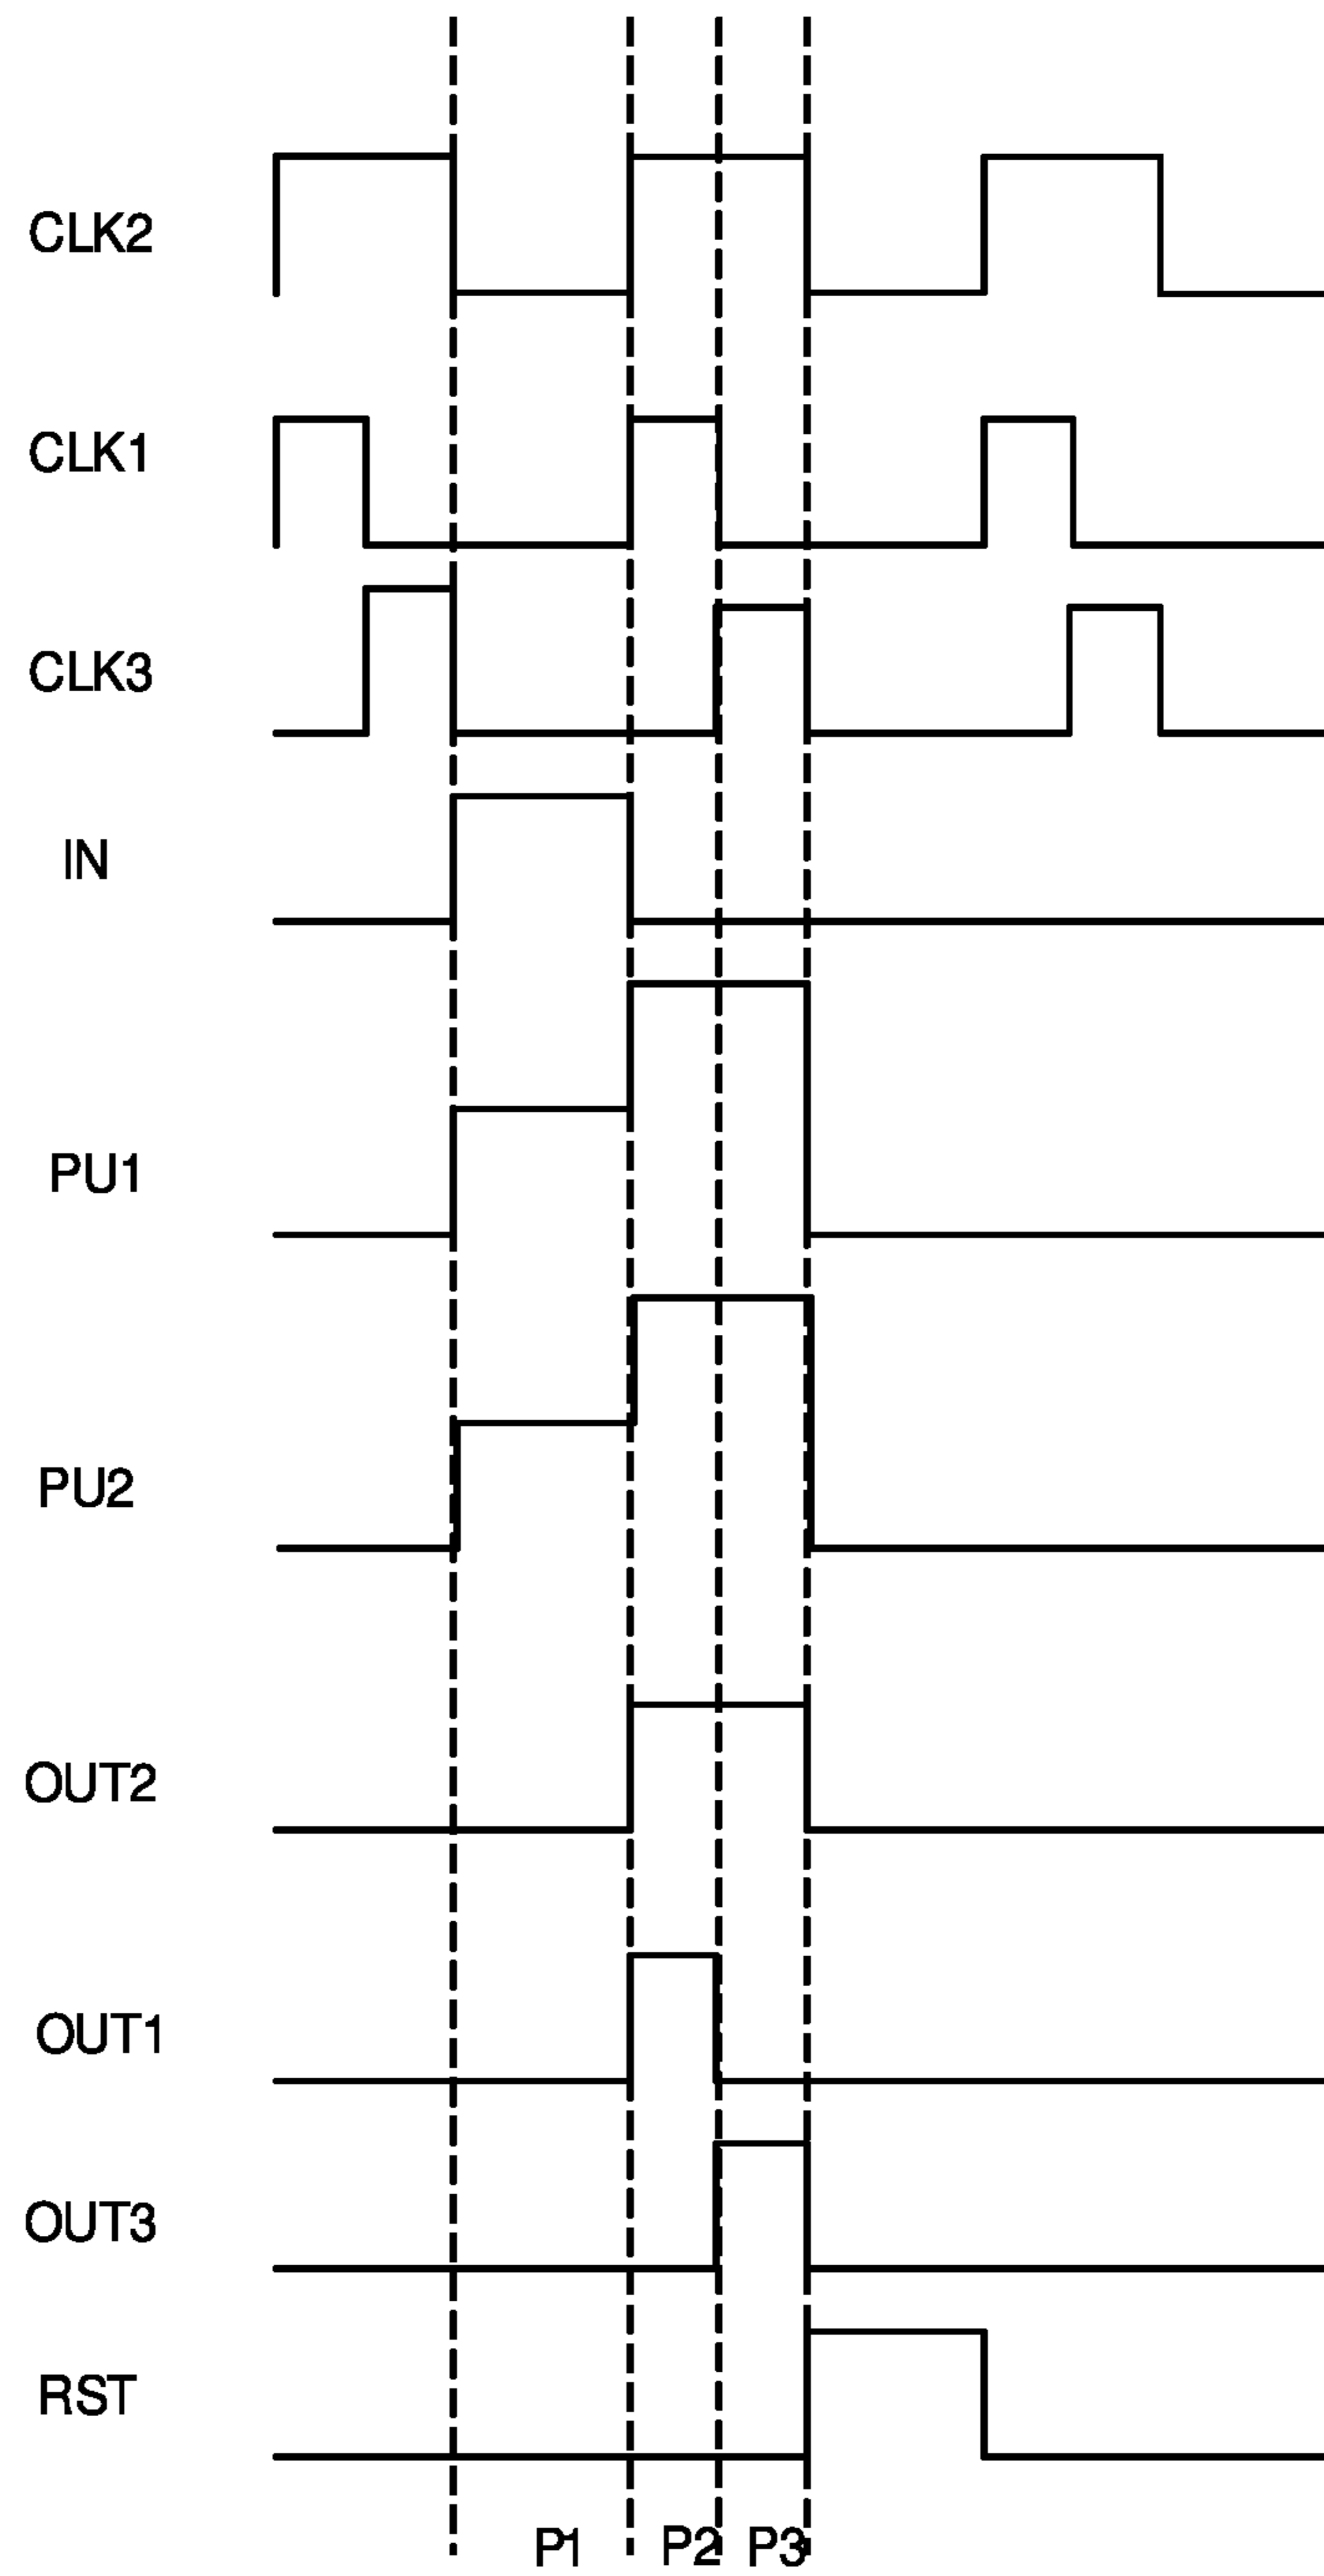 CLK2
CLK1
CLK3
IN
PU1
PU2
OUT2
OUT1
OUT3
RST
P1 P2 P3